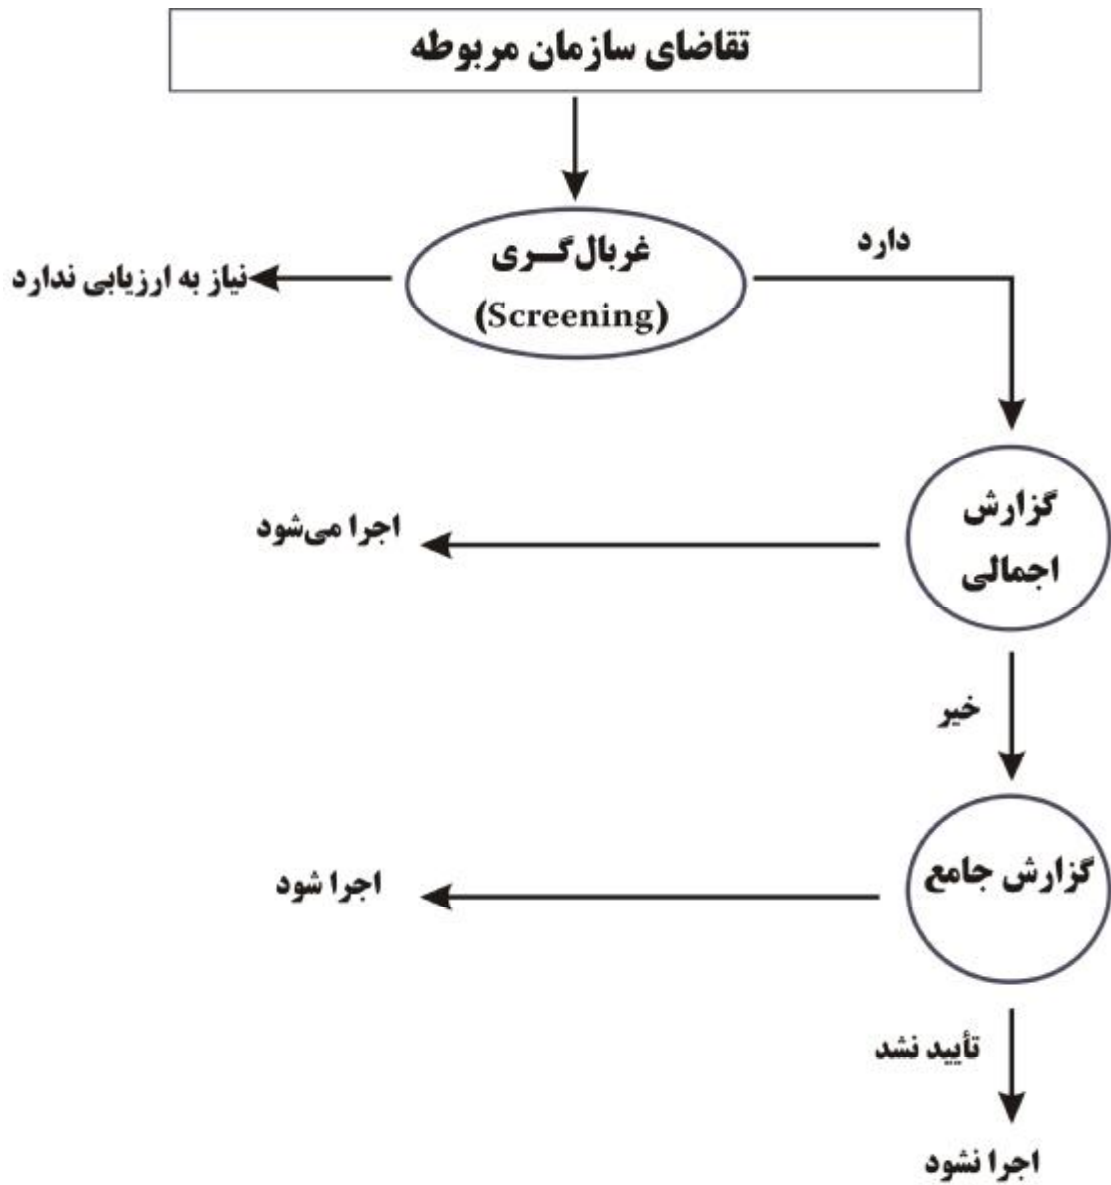 تقاضای سازمان مربوطه
غربال‌گری
(Screening)
دارد
نیاز به ارزیابی ندارد
گزارش
اجمالی
اجرا می‌شود
خیر
گزارش جامع
اجرا شود
تأیید نشد
اجرا نشود